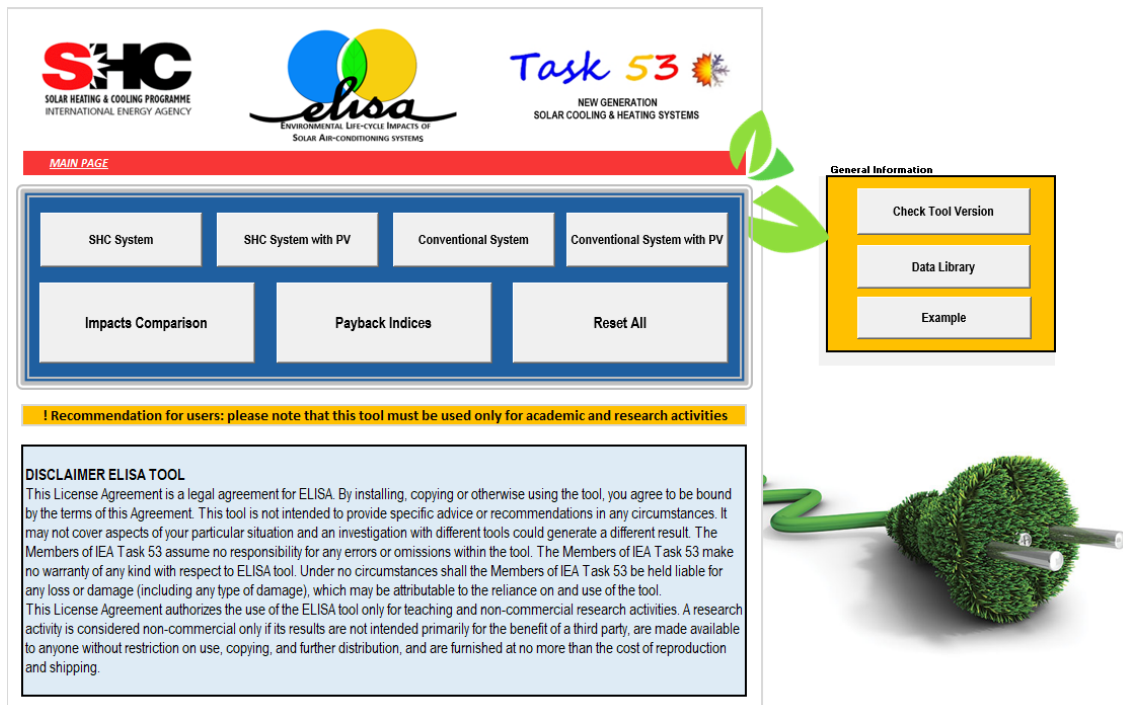 SHC
SOLAR HEATING & COOLING PROGRAMME
INTERNATIONAL ENERGY AGENCY
elisa
ENVIRONMENTAL LIFE-CYCLE IMPACTS OF
SOLAR AIR-CONDITIONING SYSTEMS
Task 53
NEW GENERATION
SOLAR COOLING & HEATING SYSTEMS
MAIN PAGE
SHC System
SHC System with PV
Conventional System
Conventional System with PV
Impacts Comparison
Payback Indices
Reset All
General Information
Check Tool Version
Data Library
Example
! Recommendation for users: please note that this tool must be used only for academic and research activities
DISCLAIMER ELISA TOOL
This License Agreement is a legal agreement for ELISA. By installing, copying or otherwise using the tool, you agree to be bound
by the terms of this Agreement. This tool is not intended to provide specific advice or recommendations in any circumstances. It
may not cover aspects of your particular situation and an investigation with different tools could generate a different result. The
Members of IEA Task 53 assume no responsibility for any errors or omissions within the tool. The Members of IEA Task 53 make
no warranty of any kind with respect to ELISA tool. Under no circumstances shall the Members of IEA Task 53 be held liable for
any loss or damage (including any type of damage), which may be attributable to the reliance on and use of the tool.
This License Agreement authorizes the use of the ELISA tool only for teaching and non-commercial research activities. A research
activity is considered non-commercial only if its results are not intended primarily for the benefit of a third party, are made available
to anyone without restriction on use, copying, and further distribution, and are furnished at no more than the cost of reproduction
and shipping.